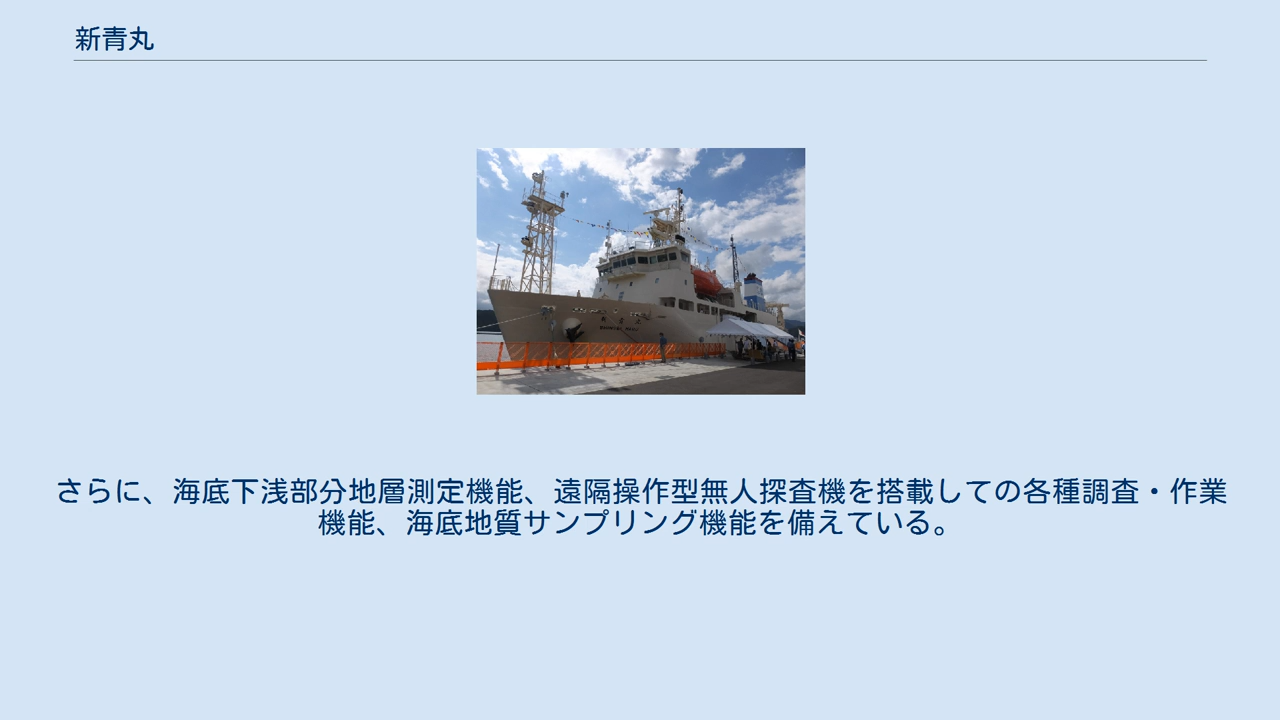 新青丸
さらに、海底下浅部分地層測定機能、遠隔操作型無人探査機を搭載しての各種調査・作業
機能、海底地質サンプリング機能を備えている。